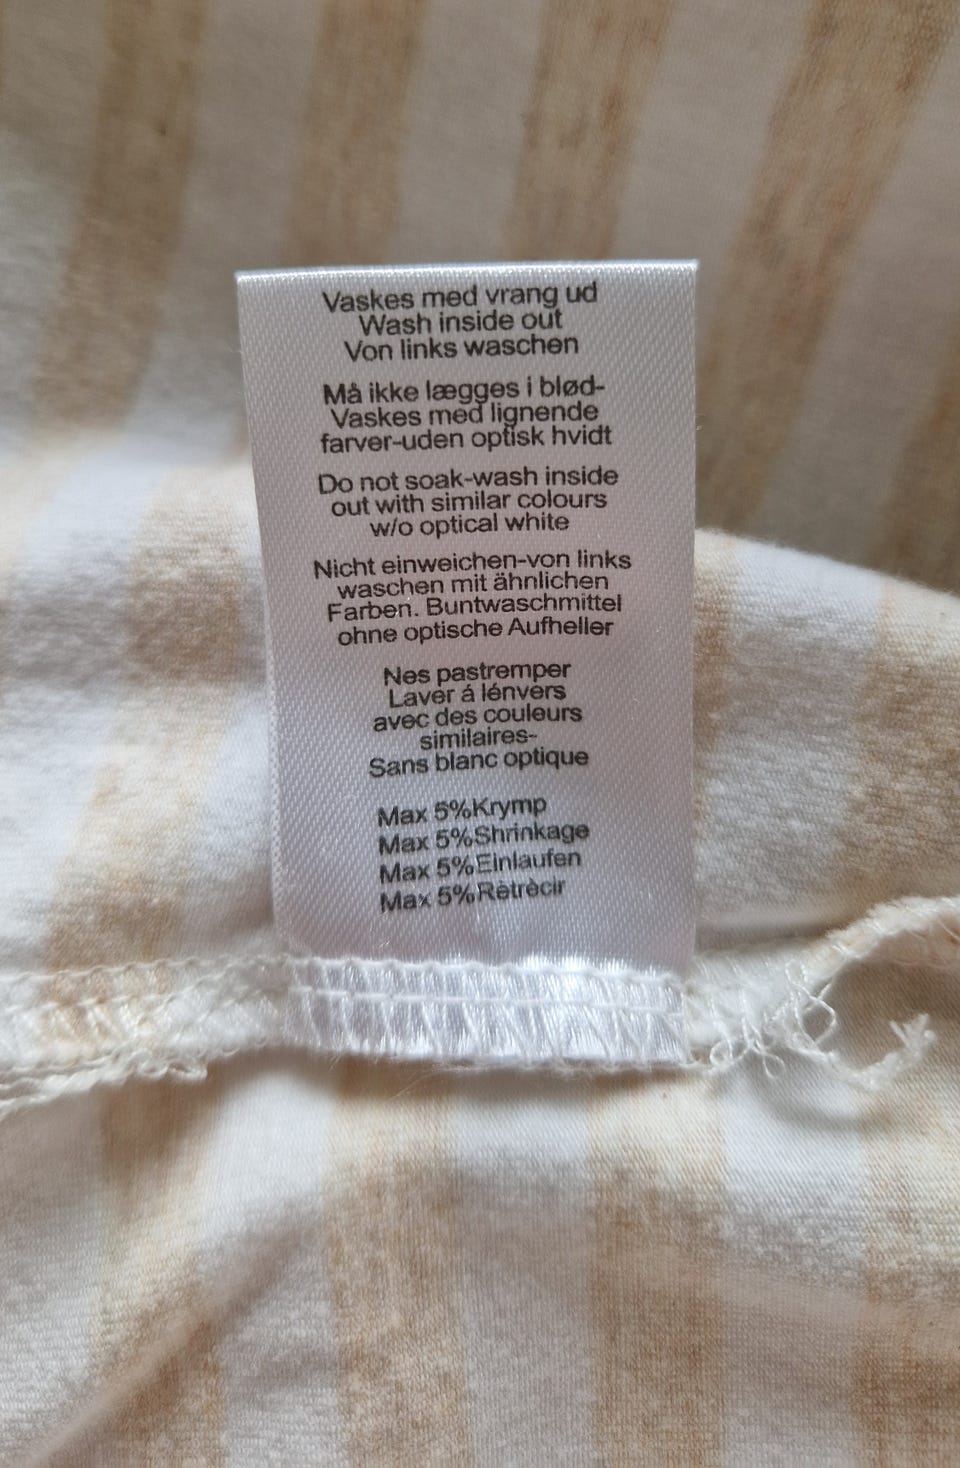 Vaskes med vrang ud
Wash inside out
Von links waschen
Må ikke lægges i blød-
Vaskes med lignende
farver-uden optisk hvidt
Do not soak-wash inside
out with similar colours
w/o optical white
Nicht einweichen-von links
waschen mit ähnlichen
Farben. Buntwaschmittel
ohne optische Aufheller
Nes pastremper
Laver á lénvers
avec des couleurs
similaires-
Sans blanc optique
Max 5%Krymp
Max 5%Shrinkage
Max 5%Einlaufen
Max 5%Rètrècir